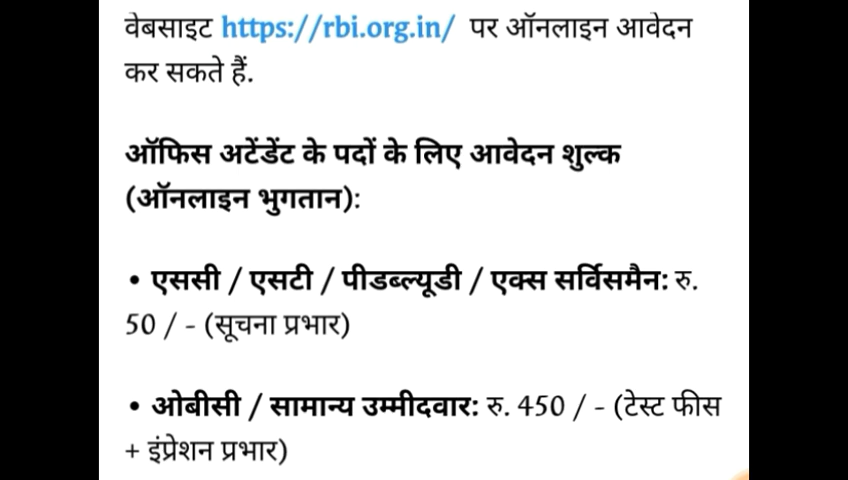 वेबसाइट https://rbi.org.in/ पर ऑनलाइन आवेदन
कर सकते हैं.
ऑफिस अटेंडेंट के पदों के लिए आवेदन शुल्क
(ऑनलाइन भुगतान):
• एससी / एसटी / पीडब्ल्यूडी / एक्स सर्विसमैन: रु.
50 / - (सूचना प्रभार)
• ओबीसी / सामान्य उम्मीदवार: रु. 450 / - (टेस्ट फीस
+ इंप्रेशन प्रभार)